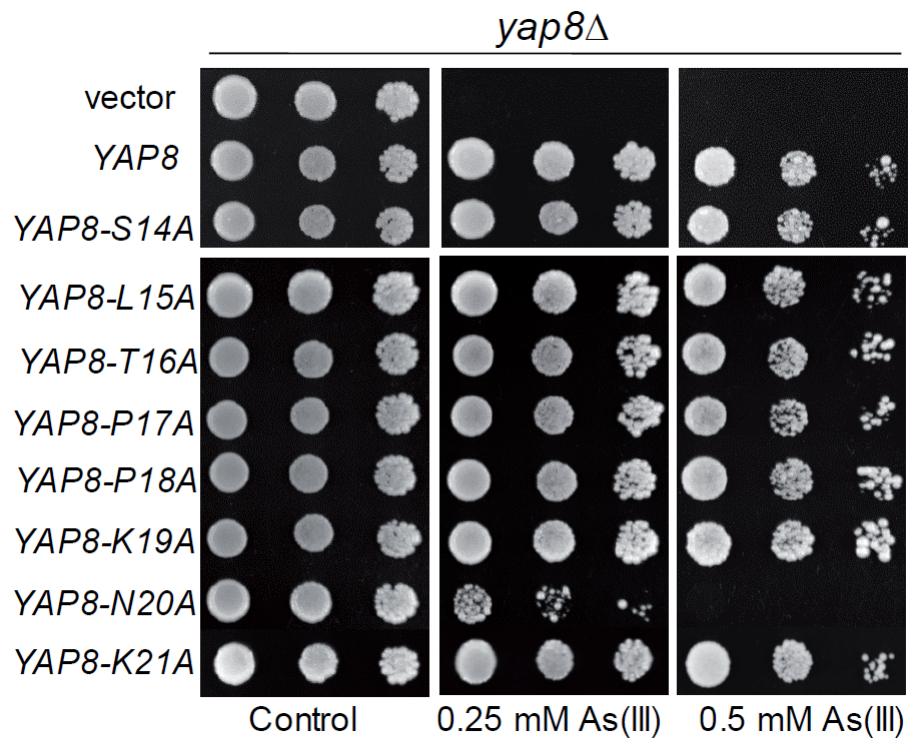 yap8Δ
vector
YAP8
YAP8-S14A
YAP8-L15A
YAP8-T16A
YAP8-P17A
YAP8-P18A
YAP8-K19A
YAP8-N20A
YAP8-K21A
Control 0.25 mM As(III) 0.5 mM As(III)